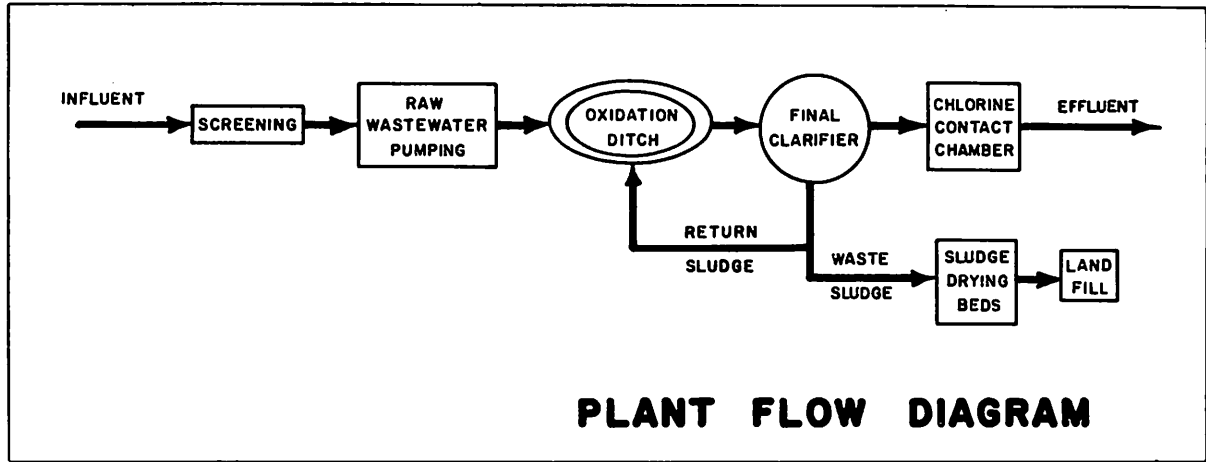 INFLUENT
SCREENING
RAW
WASTEWATER
PUMPING
OXIDATION
DITCH
FINAL
CLARIFIER
CHLORINE
CONTACT
CHAMBER
EFFLUENT
RETURN
SLUDGE
WASTE
SLUDGE
SLUDGE
DRYING
BEDS
LAND
FILL
PLANT FLOW DIAGRAM